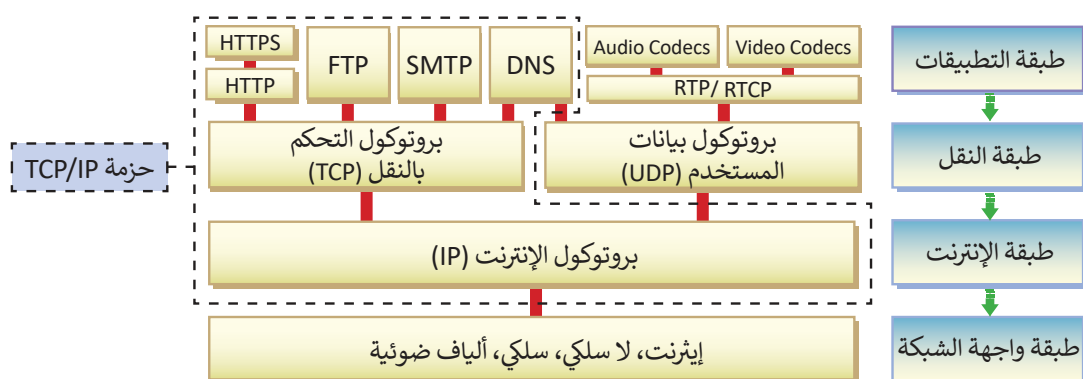 HTTPS
HTTP
FTP
SMTP
DNS
Audio Codecs
Video Codecs
RTP/ RTCP
طبقة التطبيقات
بروتوكول التحكم
بالنقل (TCP)
بروتوكول بيانات
المستخدم (UDP)
طبقة النقل
حزمة TCP/IP
بروتوكول الإنترنت (IP)
طبقة الإنترنت
إيثرنت، لا سلكي، سلكي، ألياف ضوئية
طبقة واجهة الشبكة